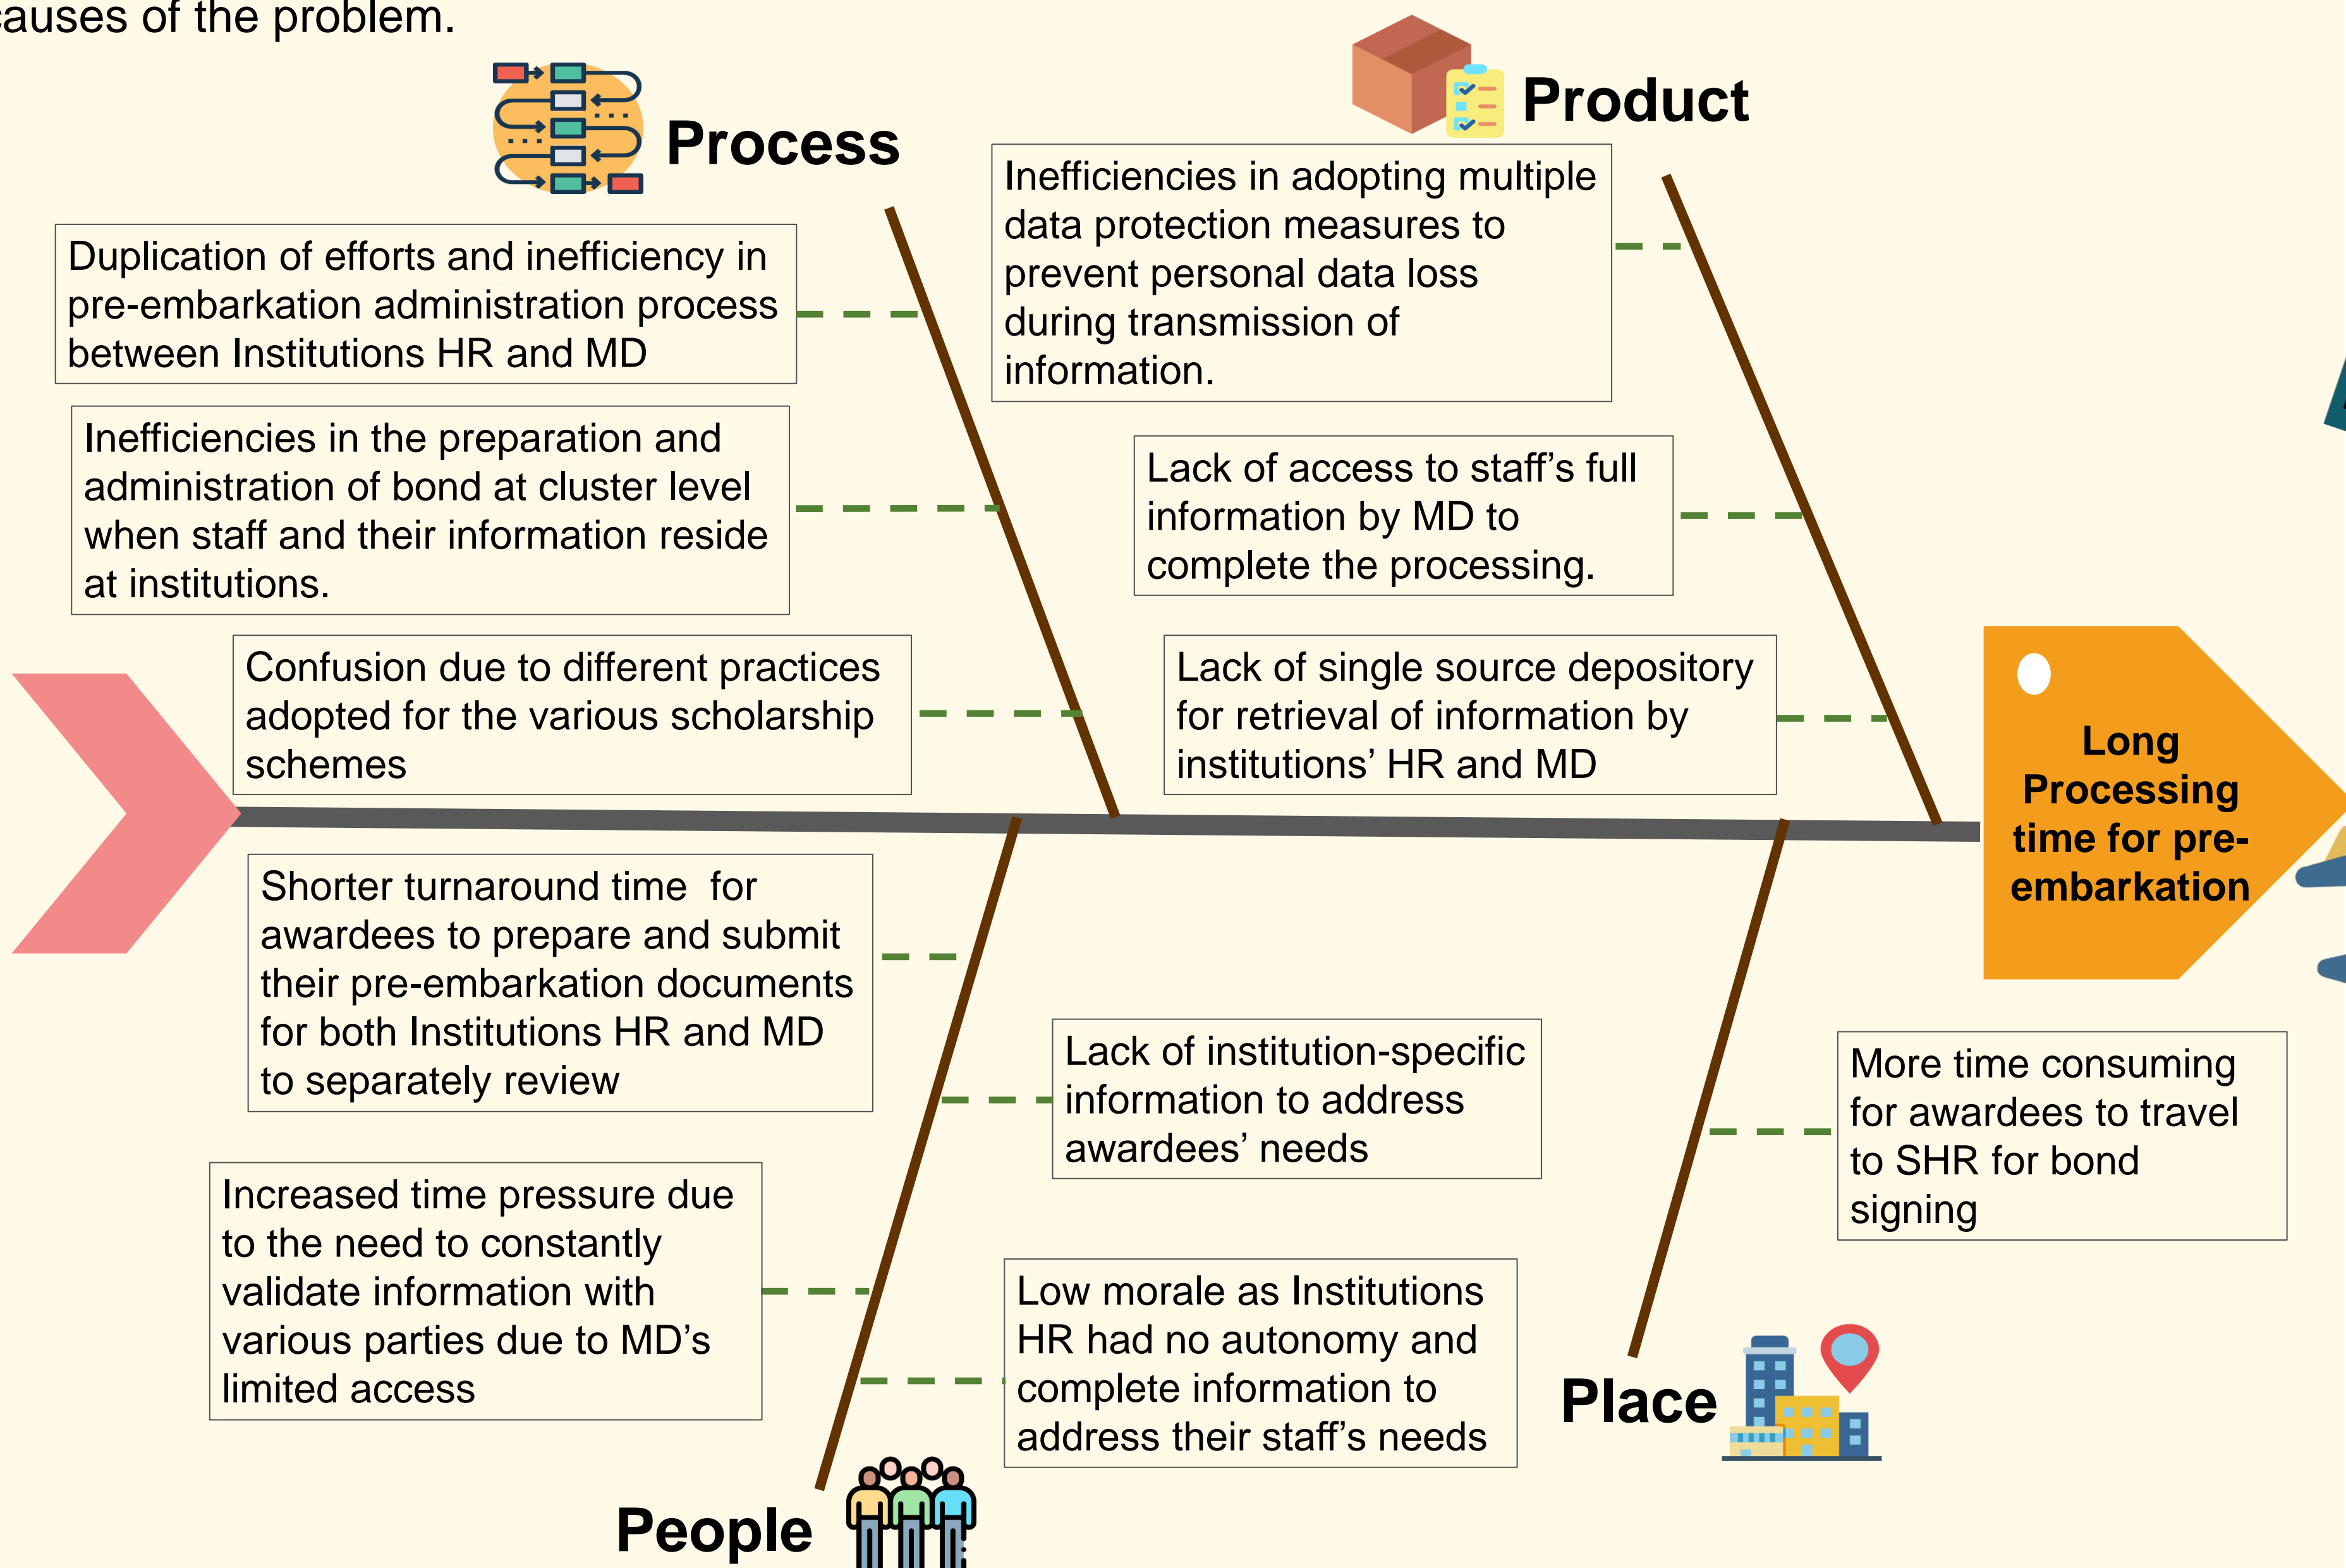 causes of the problem.
Process
Duplication of efforts and inefficiency in
pre-embarkation administration process
between Institutions HR and MD
Inefficiencies in the preparation and
administration of bond at cluster level
when staff and their information reside
at institutions.
Confusion due to different practices
adopted for the various scholarship
schemes
Product
Inefficiencies in adopting multiple
data protection measures to
prevent personal data loss
during transmission of
information.
Lack of access to staff’s full
information by MD to
complete the processing.
Lack of single source depository
for retrieval of information by
institutions’ HR and MD
Long
Processing
time for pre-
embarkation
Shorter turnaround time  for
awardees to prepare and submit
their pre-embarkation documents
for both Institutions HR and MD
to separately review
Increased time pressure due
to the need to constantly
validate information with
various parties due to MD’s
limited access
Lack of institution-specific
information to address
awardees’ needs
Low morale as Institutions
HR had no autonomy and
complete information to
address their staff’s needs
People
More time consuming
for awardees to travel
to SHR for bond
signing
Place